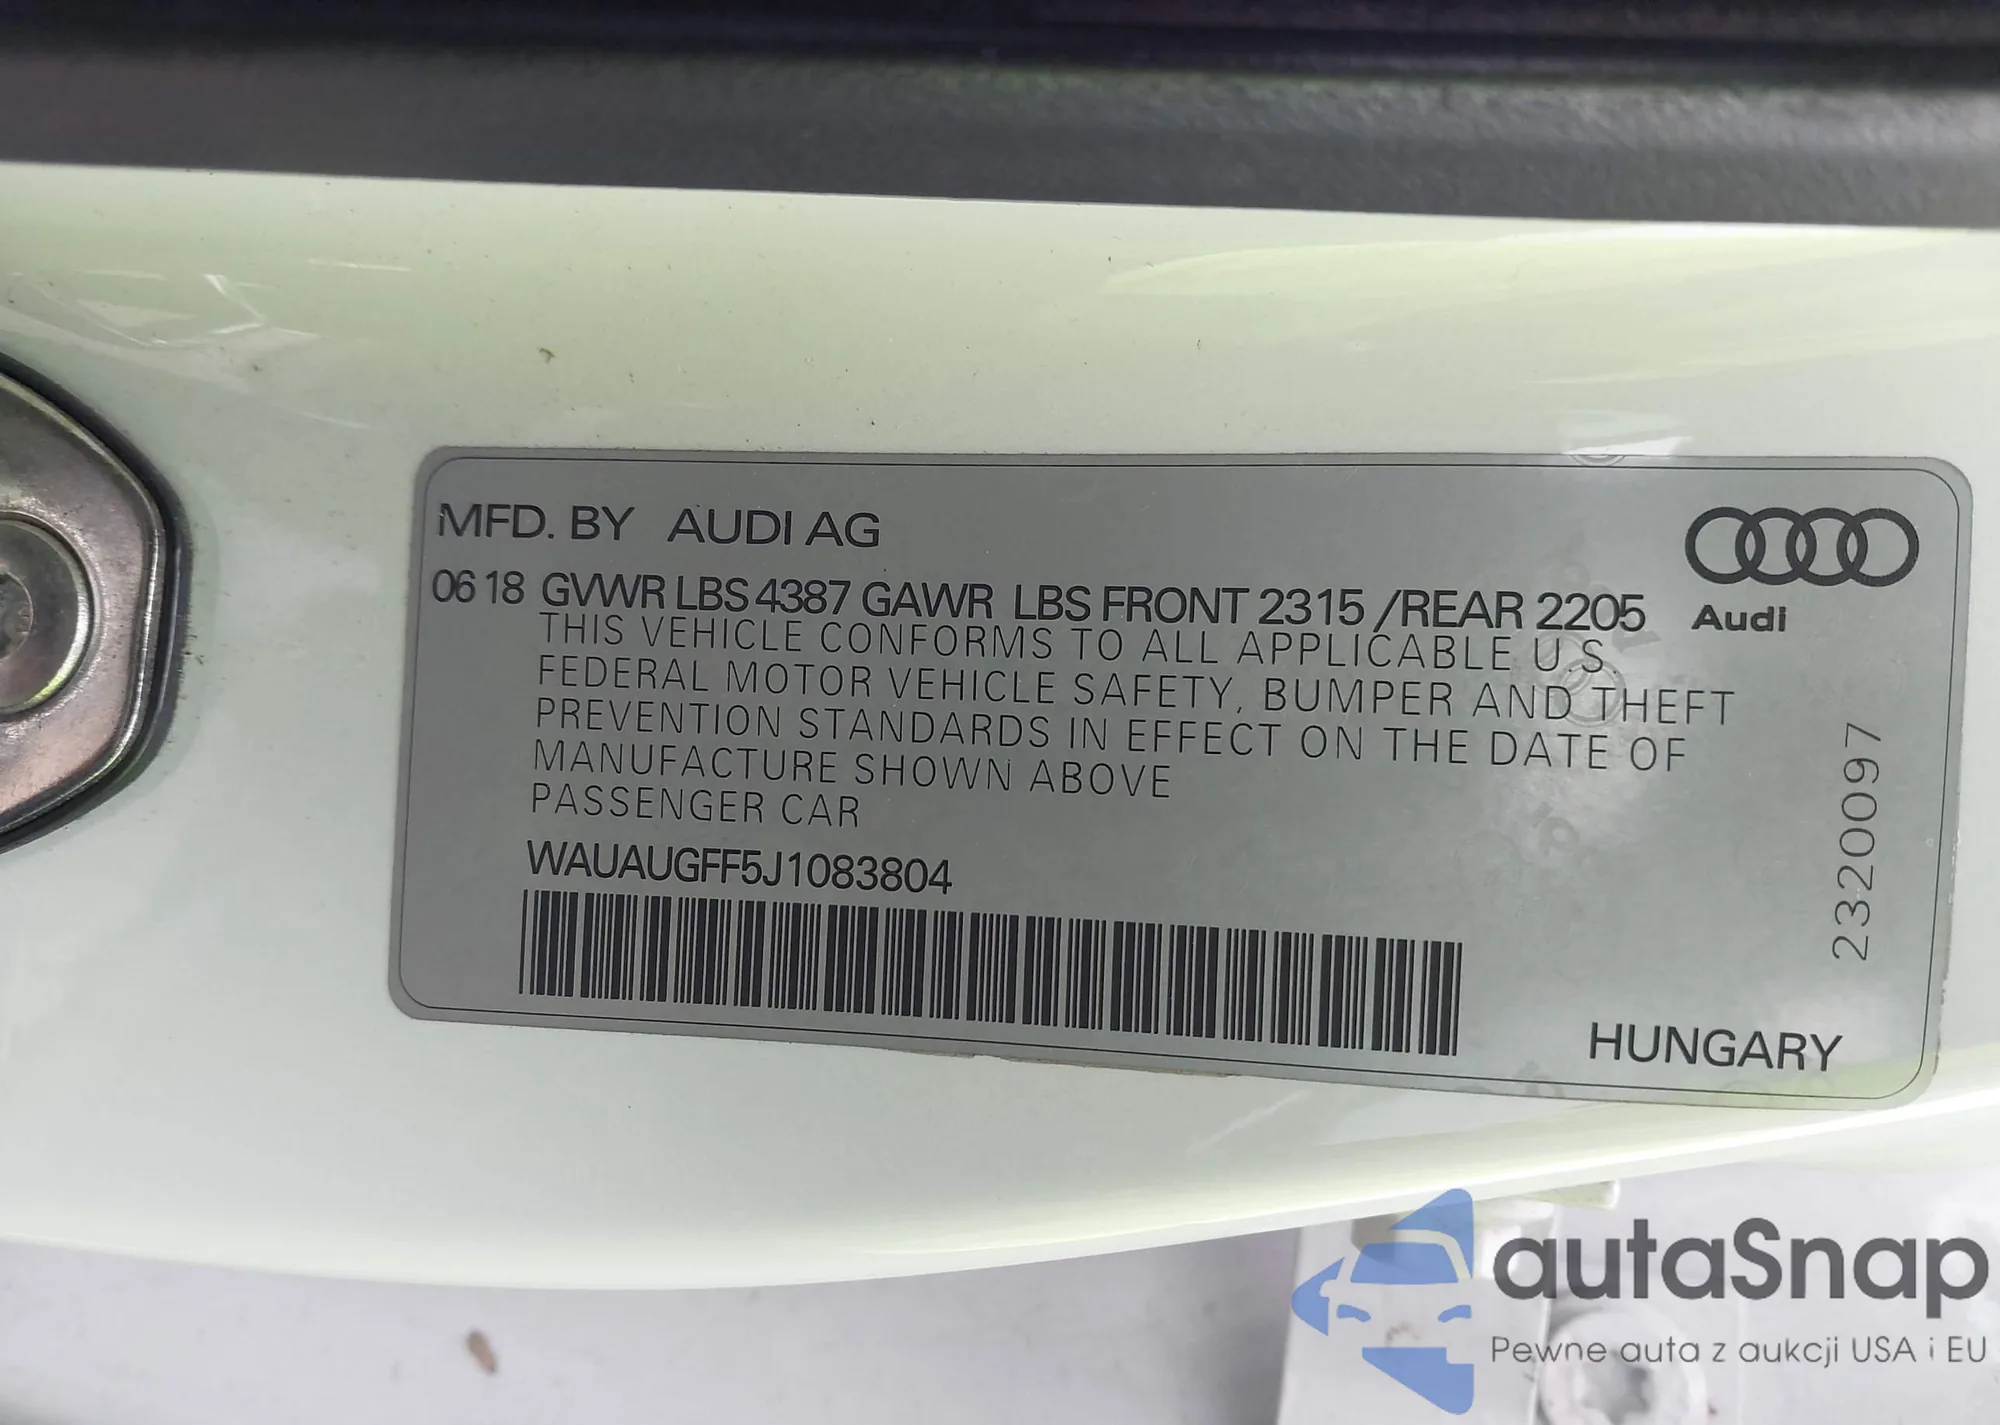 MFD. BY AUDI AG
06 18 GVWR LBS 4387 GAWR LBS FRONT 2315 /REAR 2205
THIS VEHICLE CONFORMS TO ALL APPLICABLE U.S.
FEDERAL MOTOR VEHICLE SAFETY, BUMPER AND THEFT
PREVENTION STANDARDS IN EFFECT ON THE DATE OF
MANUFACTURE SHOWN ABOVE
PASSENGER CAR
WAUAUGFF5J1083804
Audi
2320097
HUNGARY
autaSnap
Pewne auta z aukcji USA i EU